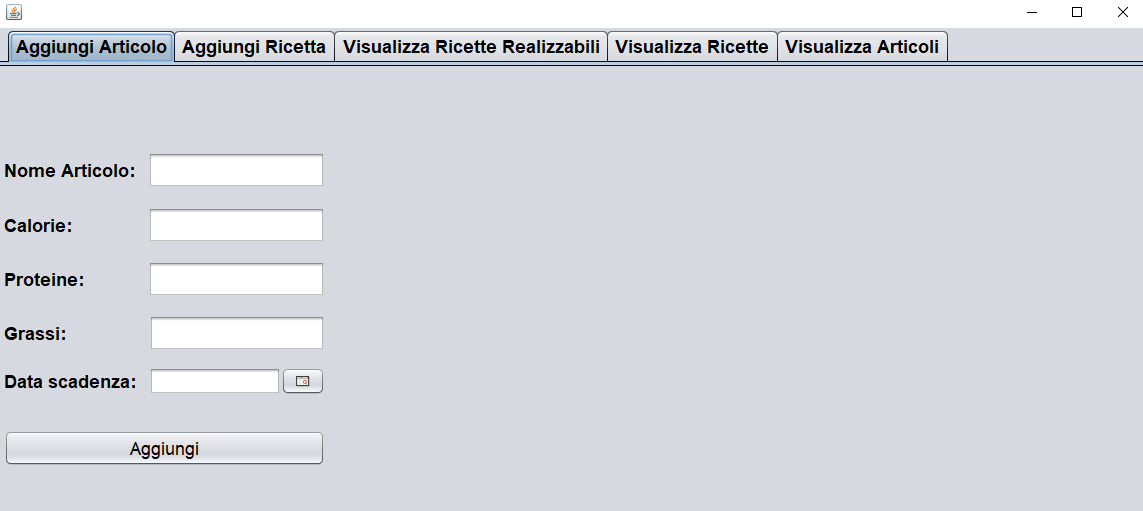 Aggiungi Articolo Aggiungi Ricetta Visualizza Ricette Realizzabili Visualizza Ricette Visualizza Articoli
Nome Articolo:
Calorie:
Proteine:
Grassi:
Data scadenza:
Aggiungi